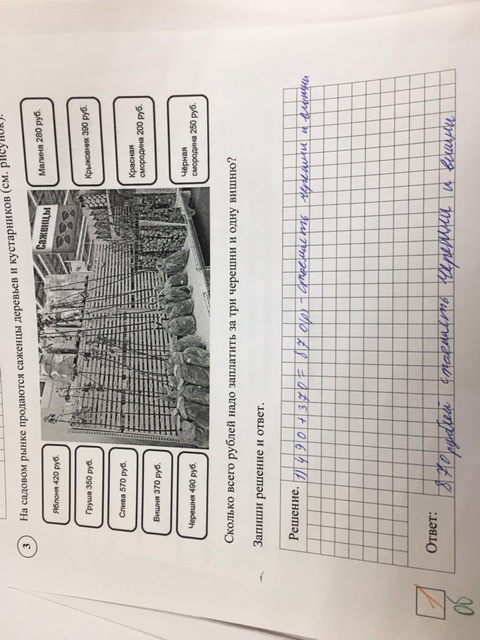 3 На садовом рынке продаются саженцы деревьев и кустарников (см. рисунок).
Яблоня 420 руб.
Груша 350 руб.
Слива 570 руб.
Вишня 370 руб.
Черешня 490 руб.
Саженцы
Малина 280 руб.
Крыжовник 390 руб.
Красная
смородина 200 руб.
Чёрная
смородина 250 руб.
Сколько всего рублей надо заплатить за три черешни и одну вишню?
Запиши решение и ответ.
Решение. 1) 490 + 370 = 870(р) - стоимость черешни и вишни
Ответ: 870 рублей стоимость черешни и вишни
1